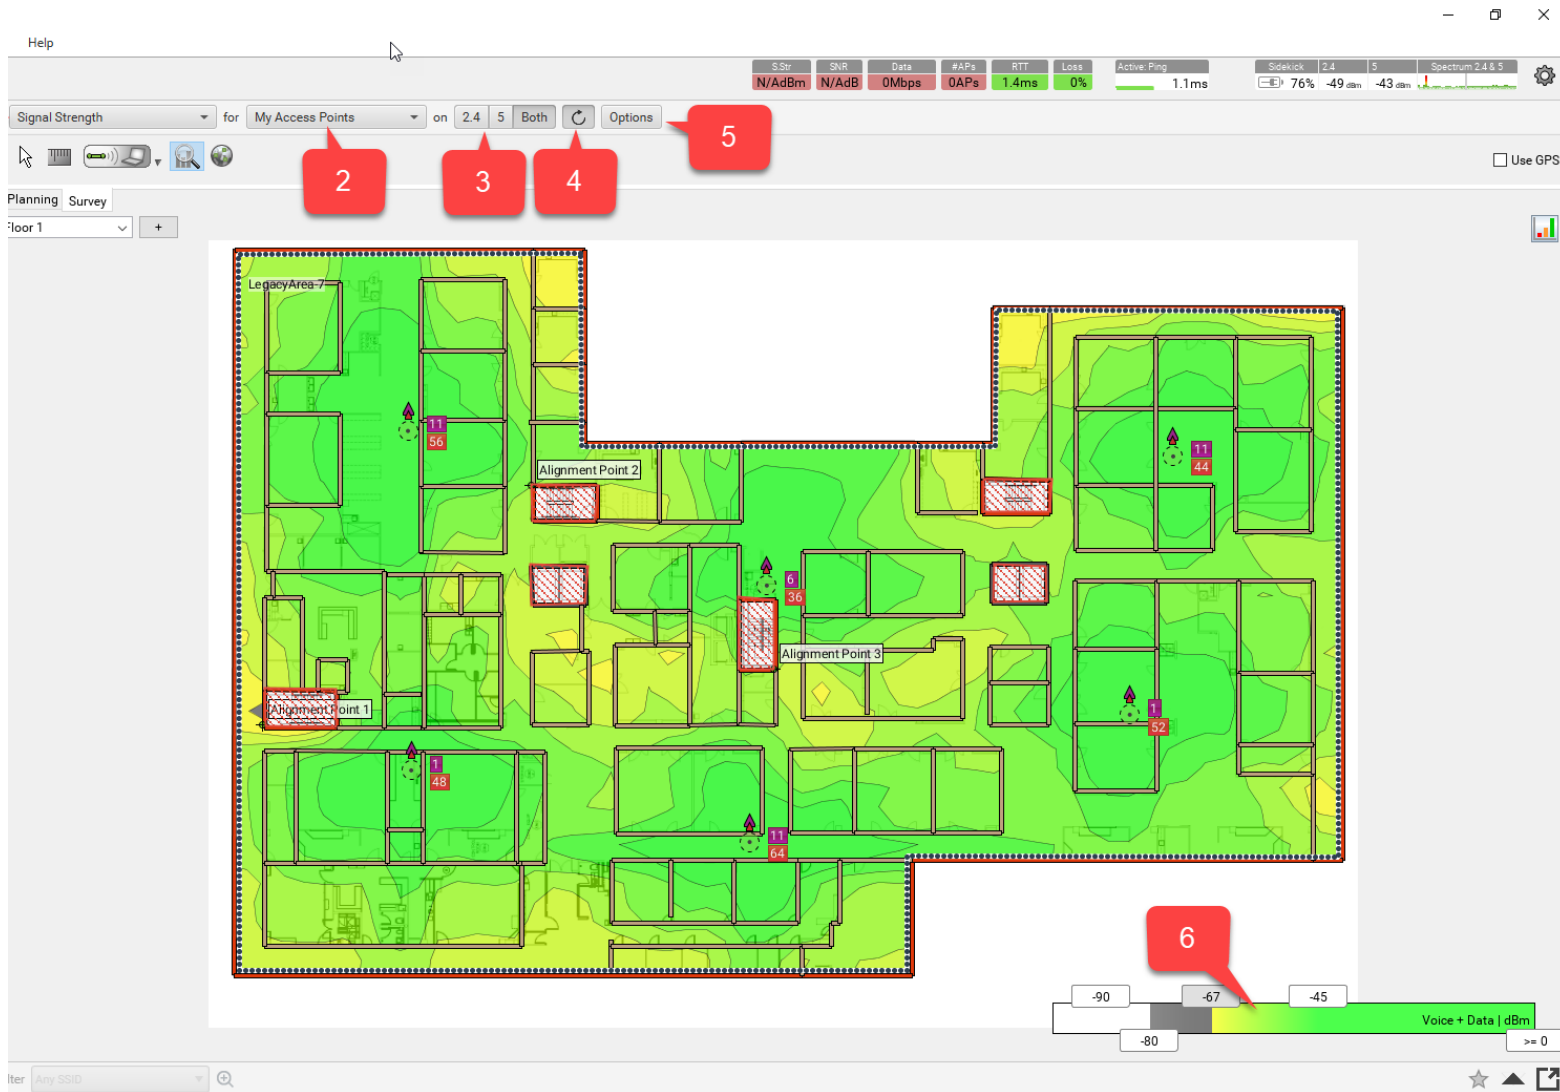 Help
S.Str SNR Data #APs RTT Loss Active: Ping Sidekick 2.4 5 Spectrum 2.4 & 5
N/AdBm N/AdB 0Mbps 0APs 1.4ms 0% 1.1ms 76% -49 dBm -43 dBm
Signal Strength for My Access Points on 2.4 5 Both Options
5
2 3 4
Use GPS
Planning Survey
Floor 1 +
LegacyArea-7
11
56
Alignment Point 2
11
44
6
36
Alignment Point 3
Alignment Point 1
1
52
1
48
11
64
6
-90 -67 -45
Voice + Data | dBm
-80 >= 0
lter Any SSID